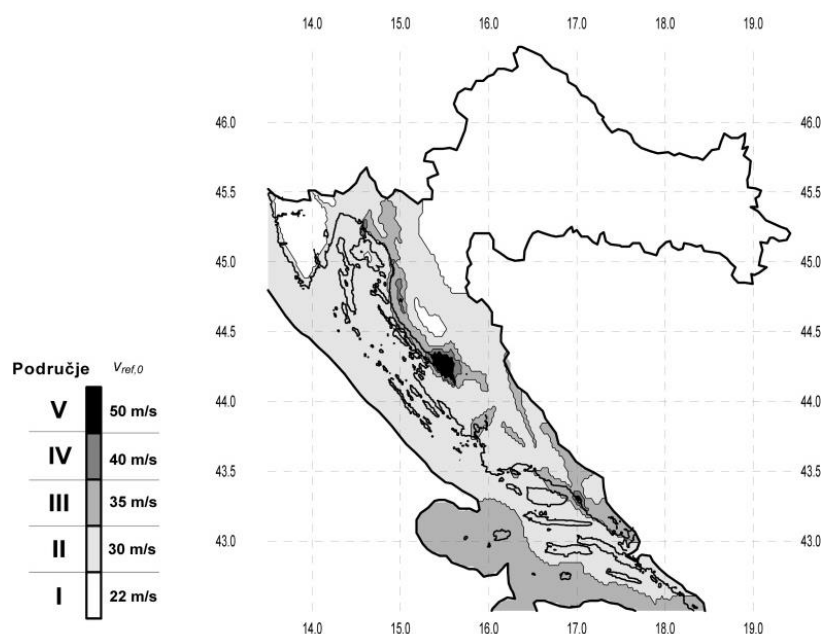 14.0 15.0 16.0 17.0 18.0 19.0
46.0 46.0
45.5 45.5
45.0 45.0
44.5 44.5
44.0 44.0
43.5 43.5
43.0 43.0
14.0 15.0 16.0 17.0 18.0 19.0
Područje vref,0
V 50 m/s
IV 40 m/s
III 35 m/s
II 30 m/s
I 22 m/s